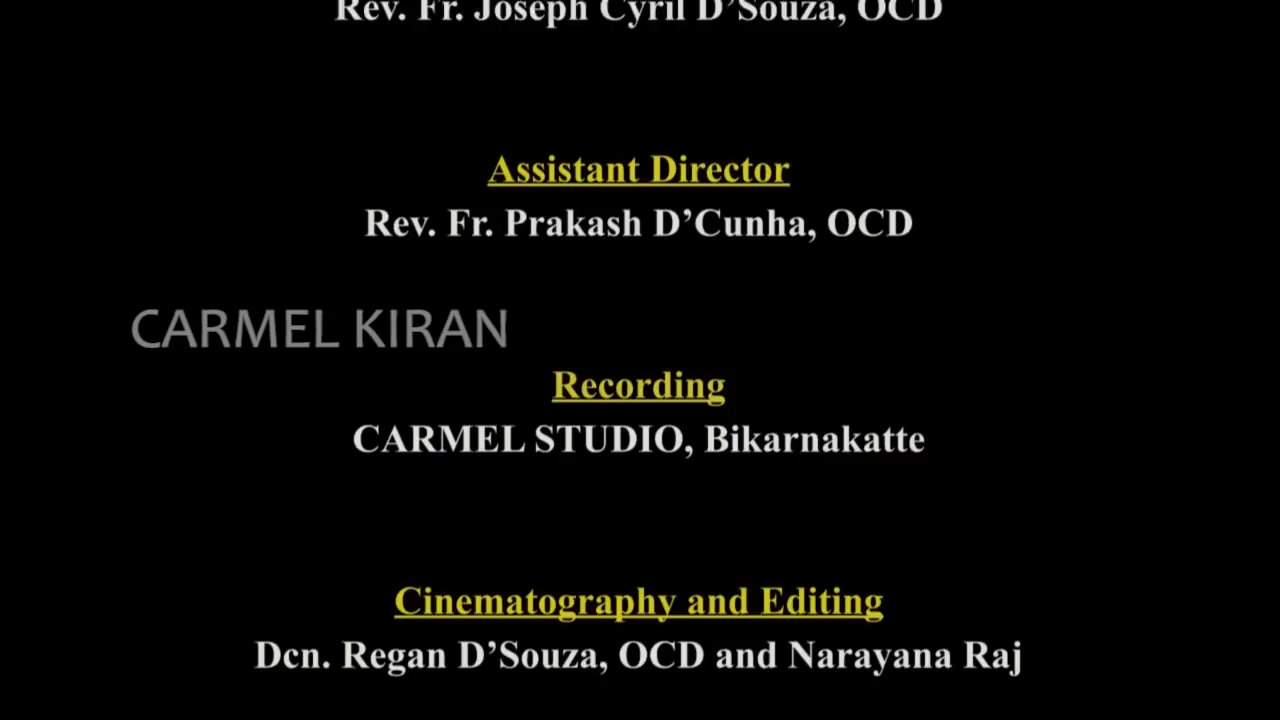 Rev. Fr. Joseph Cyril D’Souza, OCD
Assistant Director
Rev. Fr. Prakash D’Cunha, OCD
CARMEL KIRAN
Recording
CARMEL STUDIO, Bikarnakatte
Cinematography and Editing
Dcn. Regan D’Souza, OCD and Narayana Raj